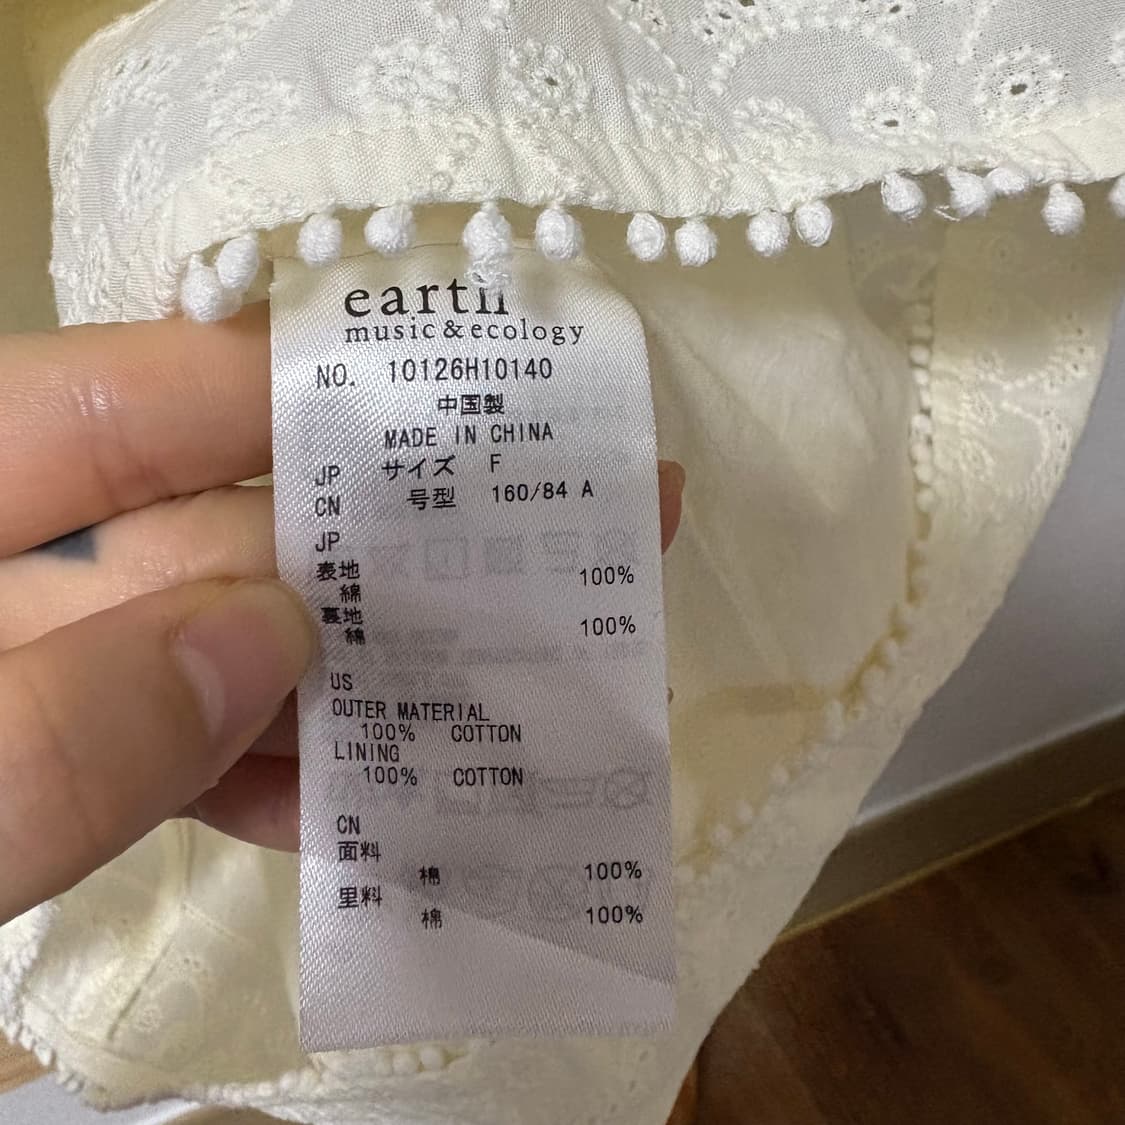 earth
music&ecology
NO. 10126H10140
中国製
MADE IN CHINA
JP サイズ F
CN 号型 160/84 A
JP
表地
綿 100%
裏地
綿 100%
US
OUTER MATERIAL
100% COTTON
LINING
100% COTTON
CN
面料
棉 100%
里料
棉 100%